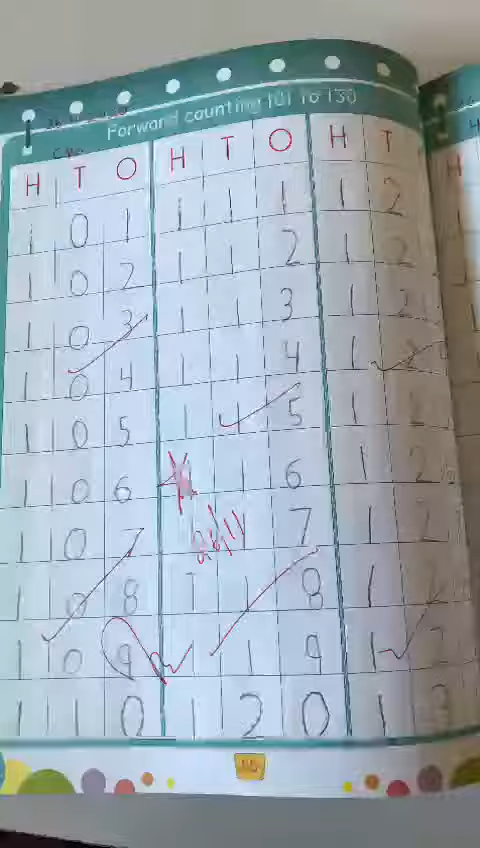 Forward counting 101 to 130
H T O H T O H T H
1 0 1 1 1 1 1 2
1 0 2 1 1 2 1 2
1 0 3 1 1 3 1 2
1 0 4 1 1 4 1 2
1 0 5 1 1 5 1 2
1 0 6 1 6 1 2
1 0 7 1 7 1 2
1 0 8 1 1 8 1 2
1 0 9 1 1 9 1 2
1 1 0 1 2 0 1 3